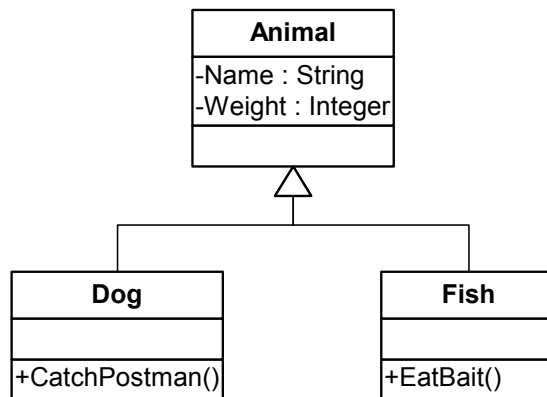 Animal
-Name : String
-Weight : Integer
Dog
+CatchPostman()
Fish
+EatBait()